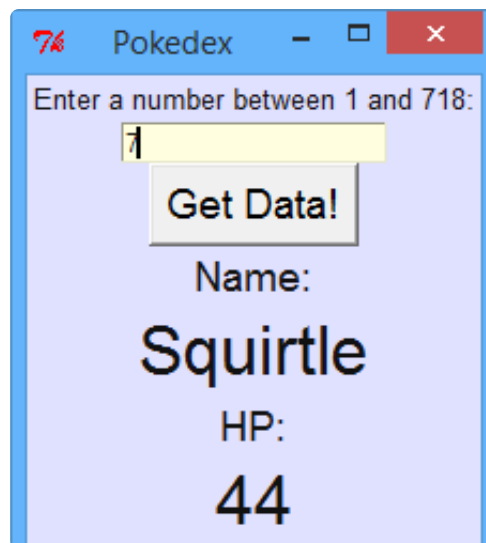 Pokedex
Enter a number between 1 and 718:
7
Get Data!
Name:
Squirtle
HP:
44